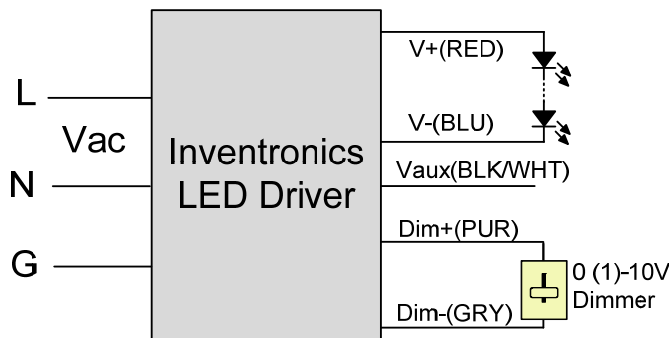 L
Vac
N
G
Inventronics
LED Driver
V+(RED)
V-(BLU)
Vaux(BLK/WHT)
Dim+(PUR)
Dim-(GRY)
0 (1)-10V
Dimmer